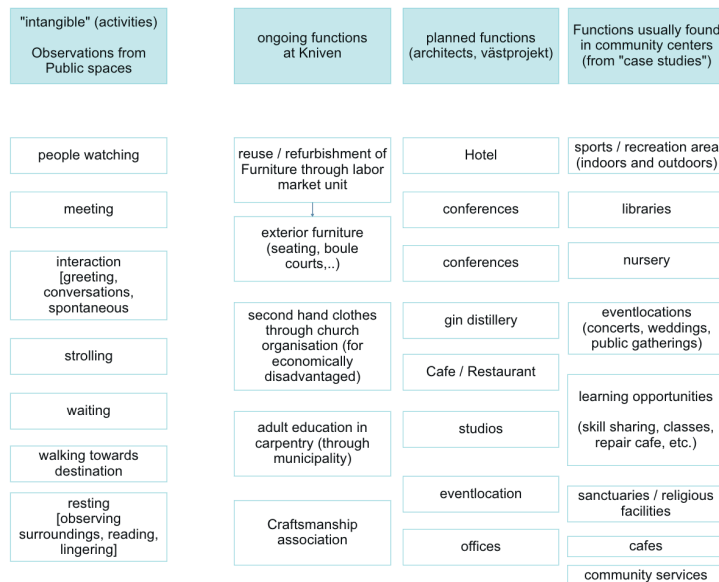 "intangible" (activities)
Observations from
Public spaces
people watching
meeting
interaction
[greeting,
conversations,
spontaneous
strolling
waiting
walking towards
destination
resting
[observing
surroundings, reading,
lingering]
ongoing functions
at Kniven
reuse / refurbishment of
Furniture through labor
market unit
exterior furniture
(seating, boule
courts,..)
second hand clothes
through church
organisation (for
economically
disadvantaged)
adult education in
carpentry (through
municipality)
Craftsmanship
association
planned functions
(architects, västprojekt)
Hotel
conferences
conferences
gin distillery
Cafe / Restaurant
studios
eventlocation
offices
Functions usually found
in community centers
(from "case studies")
sports / recreation area
(indoors and outdoors)
libraries
nursery
eventlocations
(concerts, weddings,
public gatherings)
learning opportunities
(skill sharing, classes,
repair cafe, etc.)
sanctuaries / religious
facilities
cafes
community services